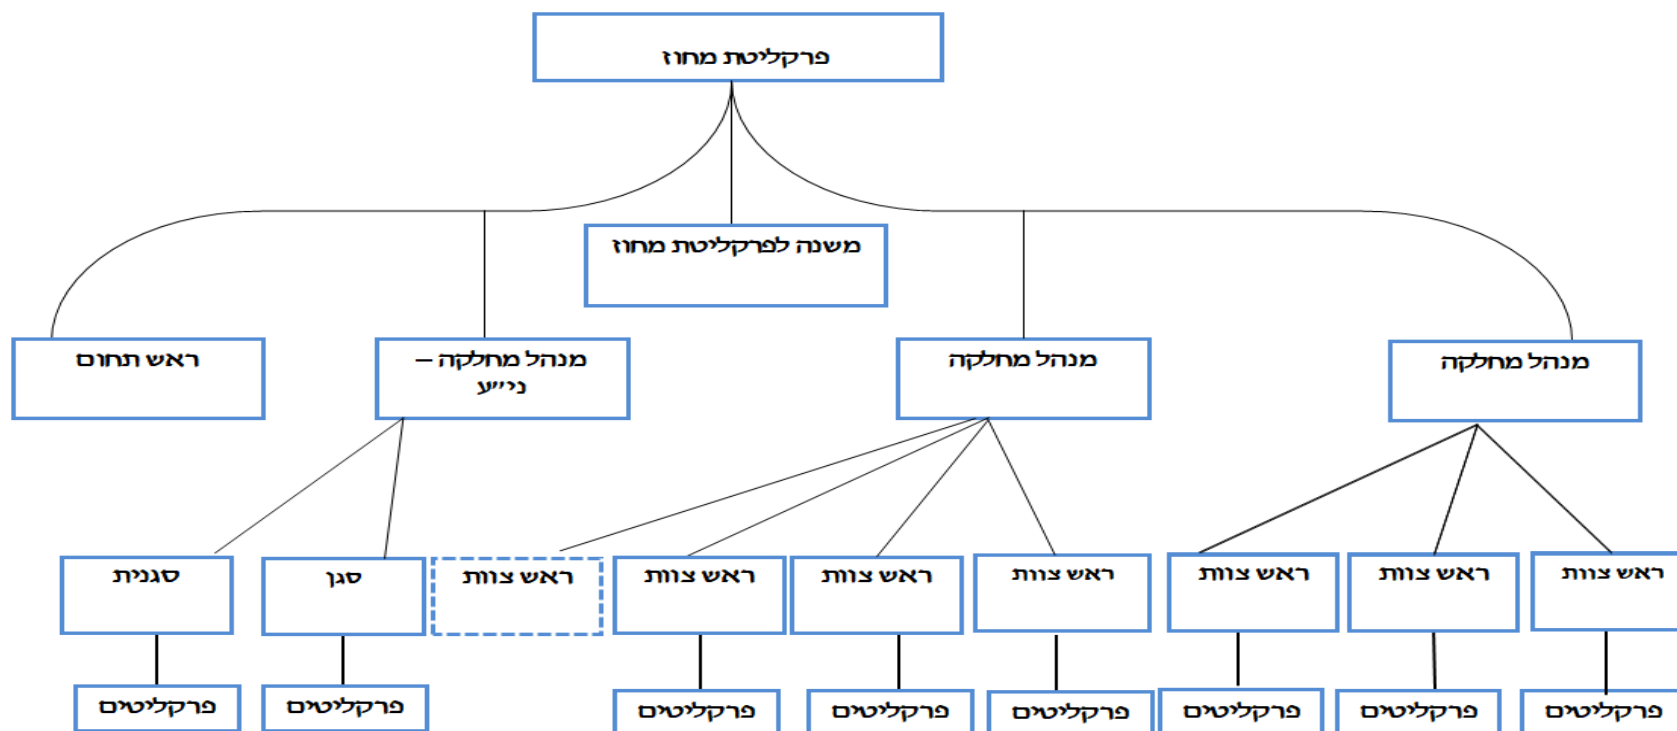 פרקליטת מחוז
משנה לפרקליטת מחוז
מנהל מחלקה
מנהל מחלקה
מנהל מחלקה –
ני״ע
ראש תחום
ראש צוות
ראש צוות
ראש צוות
ראש צוות
ראש צוות
ראש צוות
ראש צוות
סגן
סגנית
פרקליטים
פרקליטים
פרקליטים
פרקליטים
פרקליטים
פרקליטים
פרקליטים
פרקליטים